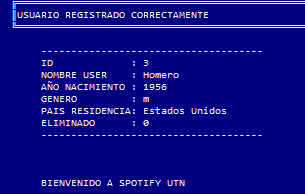 USUARIO REGISTRADO CORRECTAMENTE
------------------------------------
ID : 3
NOMBRE USER : Homero
AÑO NACIMIENTO : 1956
GENERO : m
PAIS RESIDENCIA: Estados Unidos
ELIMINADO : 0
------------------------------------
BIENVENIDO A SPOTIFY UTN